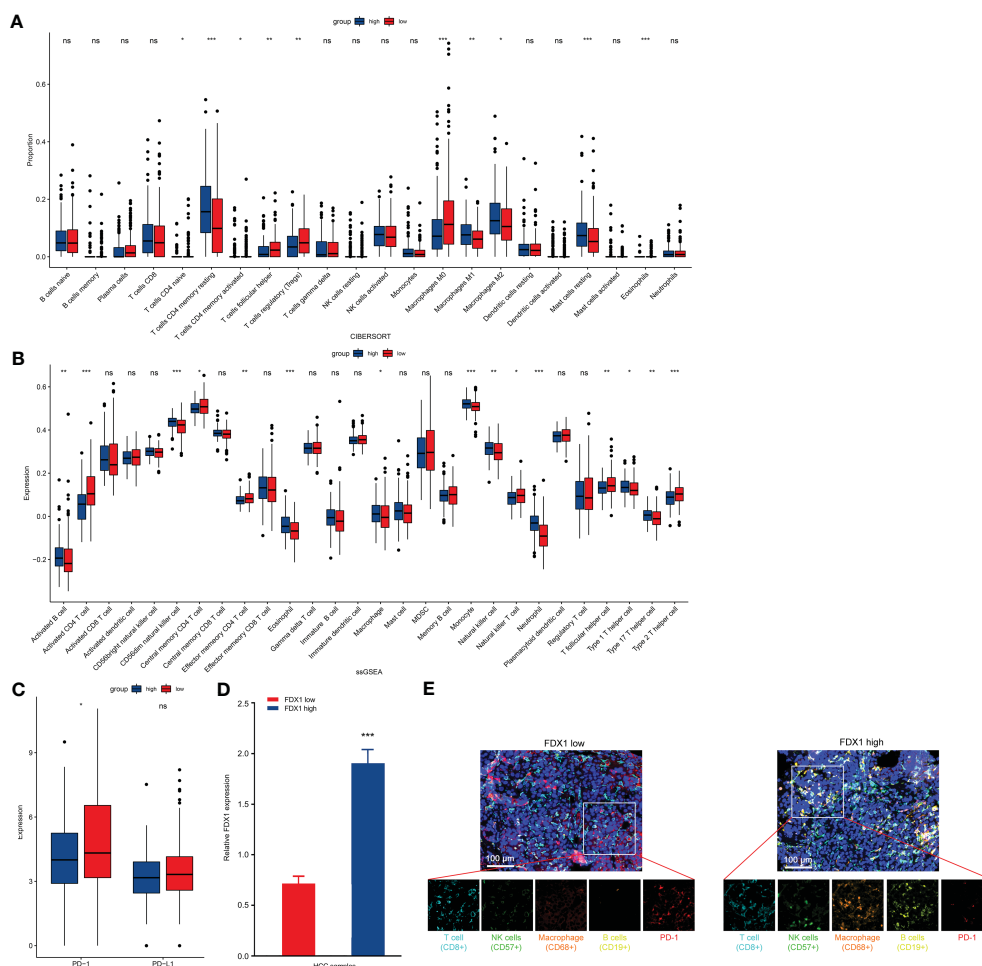 A
group high low
ns ns ns ns * *** * ** ** ns ns ns ns *** ** * ns ns *** ns *** ns
Proportion
0.6
0.4
0.2
0.0
B cells naive
B cells memory
Plasma cells
T cells CD8
T cells CD4 naive
T cells CD4 memory resting
T cells CD4 memory activated
T cells follicular helper
T cells regulatory (Tregs)
T cells gamma delta
NK cells resting
NK cells activated
Monocytes
Macrophages M0
Macrophages M1
Macrophages M2
Dendritic cells resting
Dendritic cells activated
Mast cells resting
Mast cells activated
Eosinophils
Neutrophils
CIBERSORT
B
group high low
** *** ns ns ns *** * ns ** ns *** ns ns ns * ns ns ns *** ** * *** ns ns ** * ** ***
Expression
0.6
0.4
0.2
0.0
−0.2
Activated B cell
Activated CD4 T cell
Activated CD8 T cell
Activated dendritic cell
CD56bright natural killer cell
CD56dim natural killer cell
Central memory CD4 T cell
Central memory CD8 T cell
Effector memory CD4 T cell
Effector memory CD8 T cell
Eosinophil
Gamma delta T cell
Immature B cell
Immature dendritic cell
Macrophage
Mast cell
MDSC
Memory B cell
Monocyte
Natural killer cell
Natural killer T cell
Neutrophil
Plasmacytoid dendritic cell
Regulatory T cell
T follicular helper cell
Type 1 T helper cell
Type 17 T helper cell
Type 2 T helper cell
ssGSEA
C
group high low
* ns
Expression
9
6
3
0
PD−1 PD−L1
D
FDX1 low
FDX1 high
***
Relative FDX1 expression
2.5
2.0
1.5
1.0
0.5
0.0
HCC samples
E
FDX1 low
100 μm
T cell (CD8+)
NK cells (CD57+)
Macrophage (CD68+)
B cells (CD19+)
PD-1
FDX1 high
100 μm
T cell (CD8+)
NK cells (CD57+)
Macrophage (CD68+)
B cells (CD19+)
PD-1